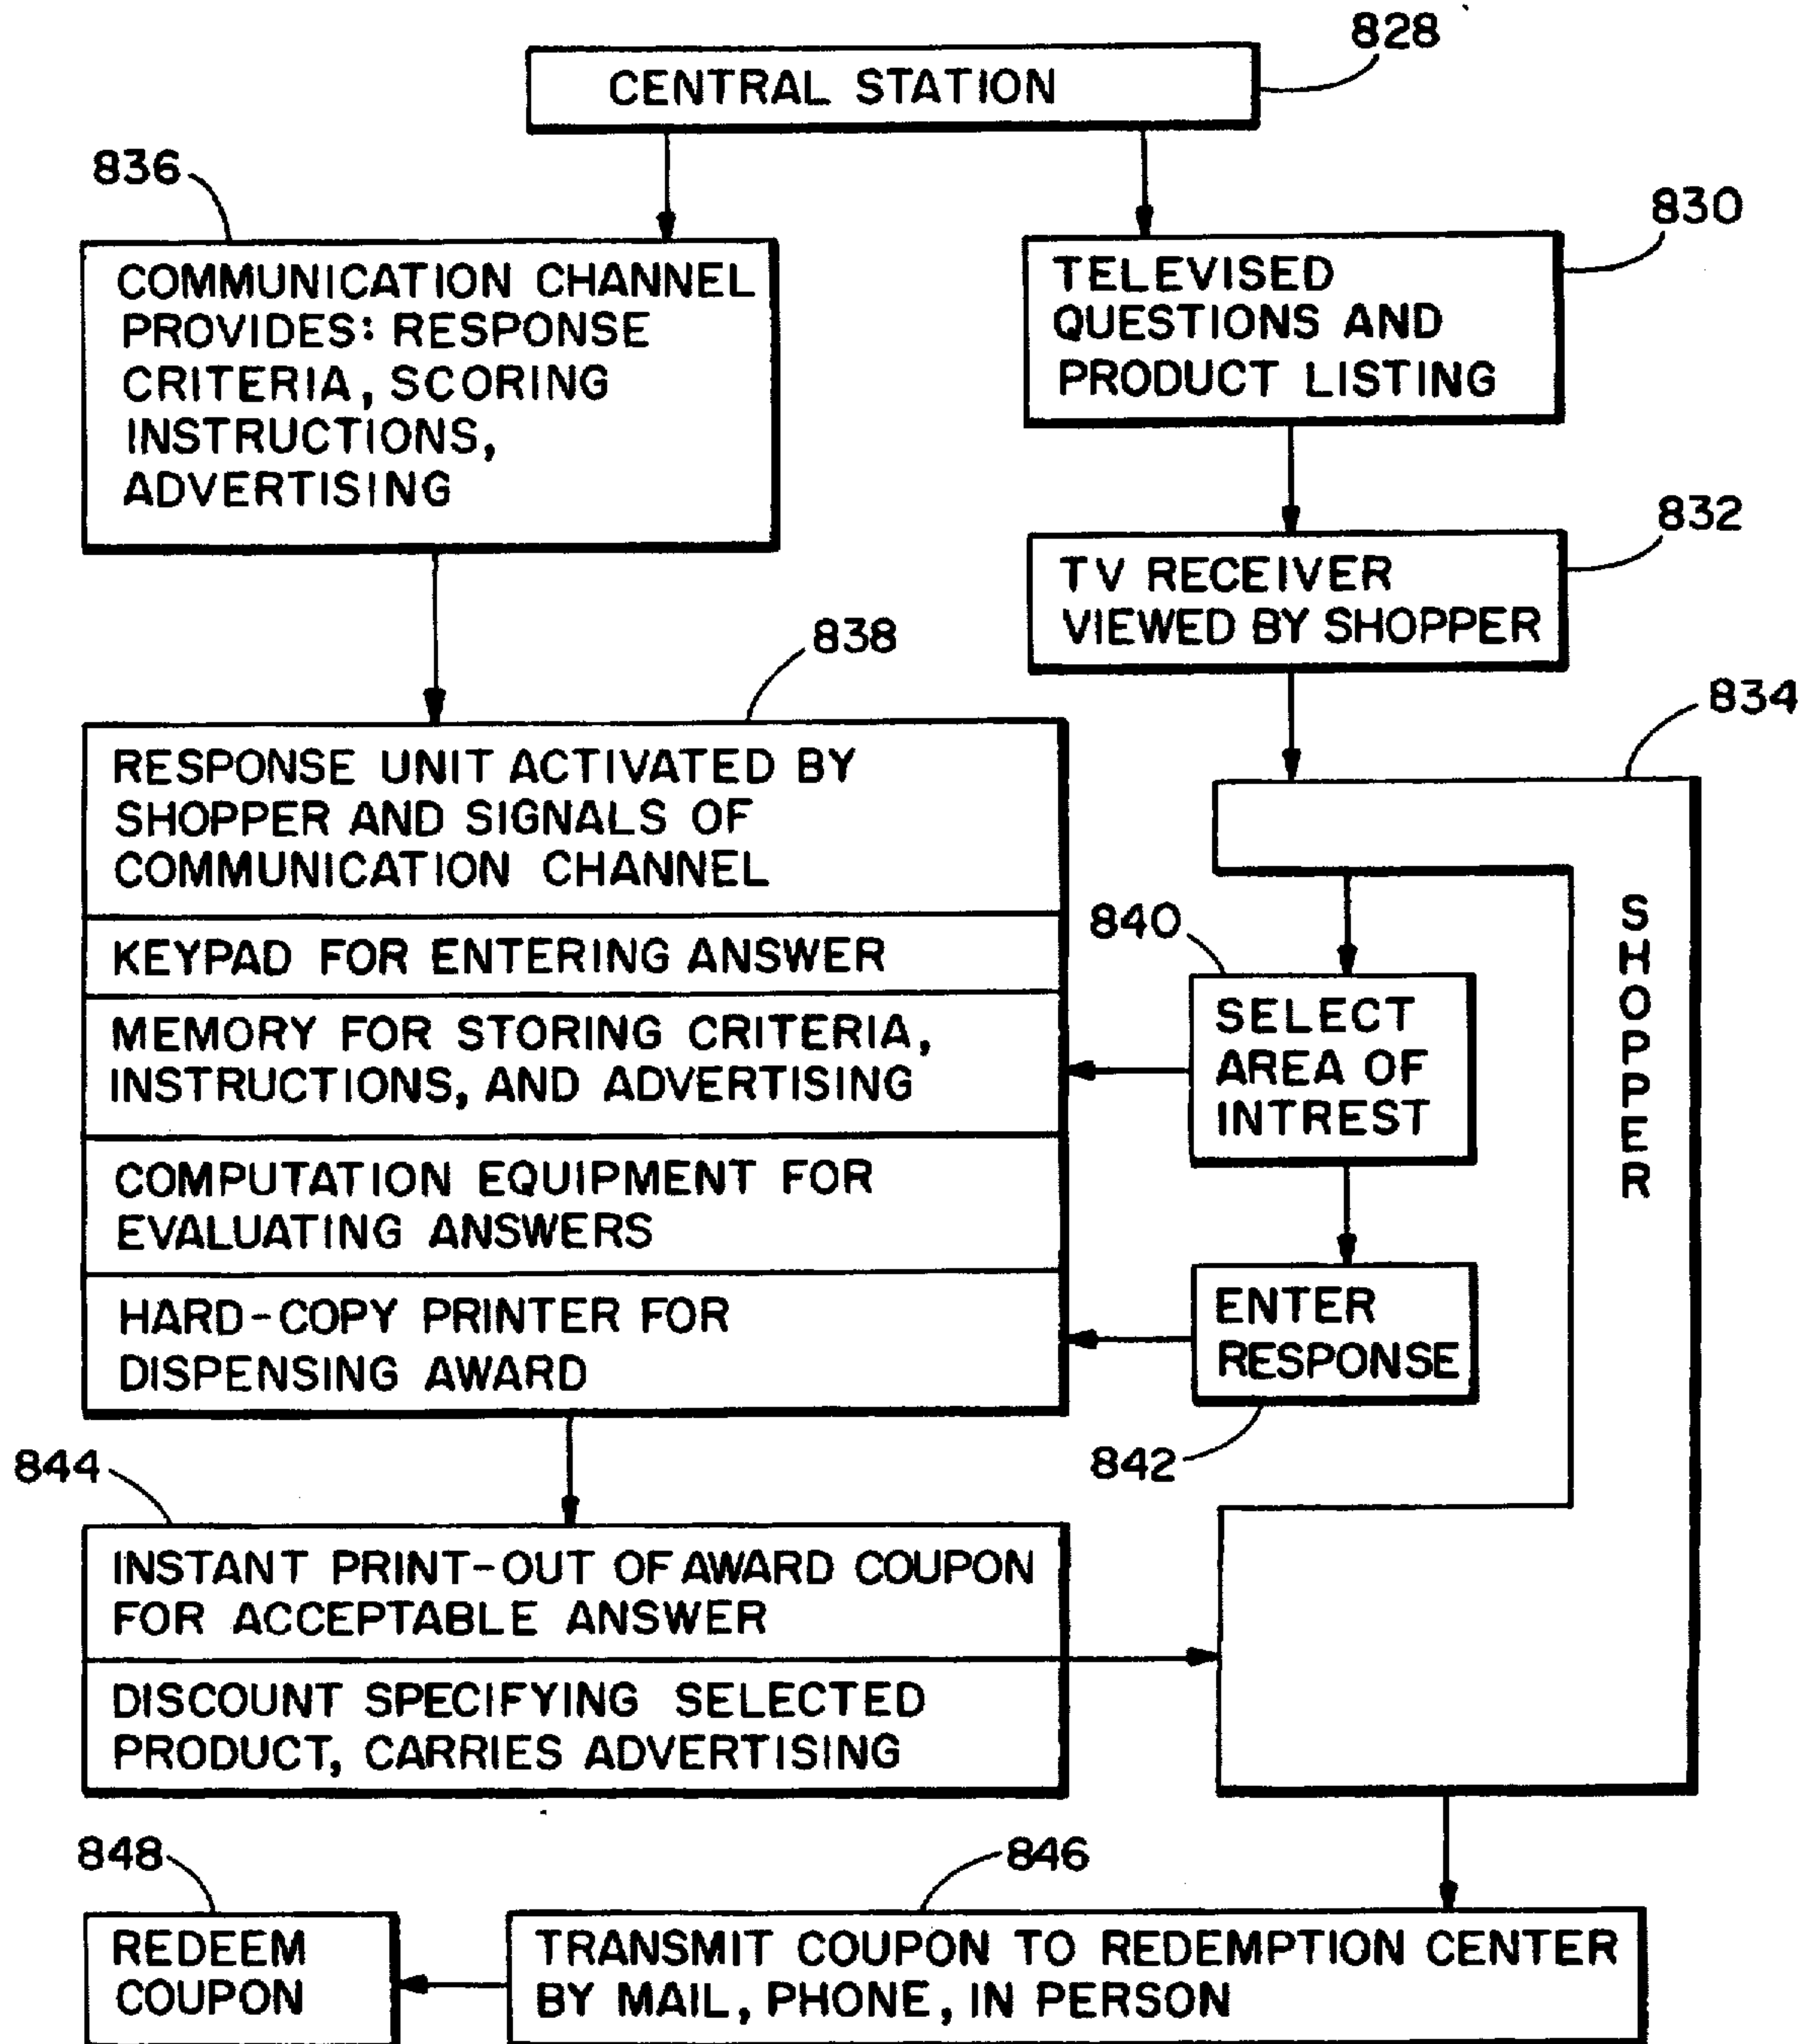 828
CENTRAL STATION
836
830
COMMUNICATION CHANNEL
PROVIDES: RESPONSE
CRITERIA, SCORING
INSTRUCTIONS,
ADVERTISING
TELEVISED
QUESTIONS AND
PRODUCT LISTING
832
TV RECEIVER
VIEWED BY SHOPPER
838
834
RESPONSE UNIT ACTIVATED BY
SHOPPER AND SIGNALS OF
COMMUNICATION CHANNEL
KEYPAD FOR ENTERING ANSWER
MEMORY FOR STORING CRITERIA,
INSTRUCTIONS, AND ADVERTISING
COMPUTATION EQUIPMENT FOR
EVALUATING ANSWERS
HARD-COPY PRINTER FOR
DISPENSING AWARD
840
SELECT
AREA OF
INTREST
ENTER
RESPONSE
842
SHOPPER
844
INSTANT PRINT-OUT OF AWARD COUPON
FOR ACCEPTABLE ANSWER
DISCOUNT SPECIFYING SELECTED
PRODUCT, CARRIES ADVERTISING
848
846
REDEEM
COUPON
TRANSMIT COUPON TO REDEMPTION CENTER
BY MAIL, PHONE, IN PERSON